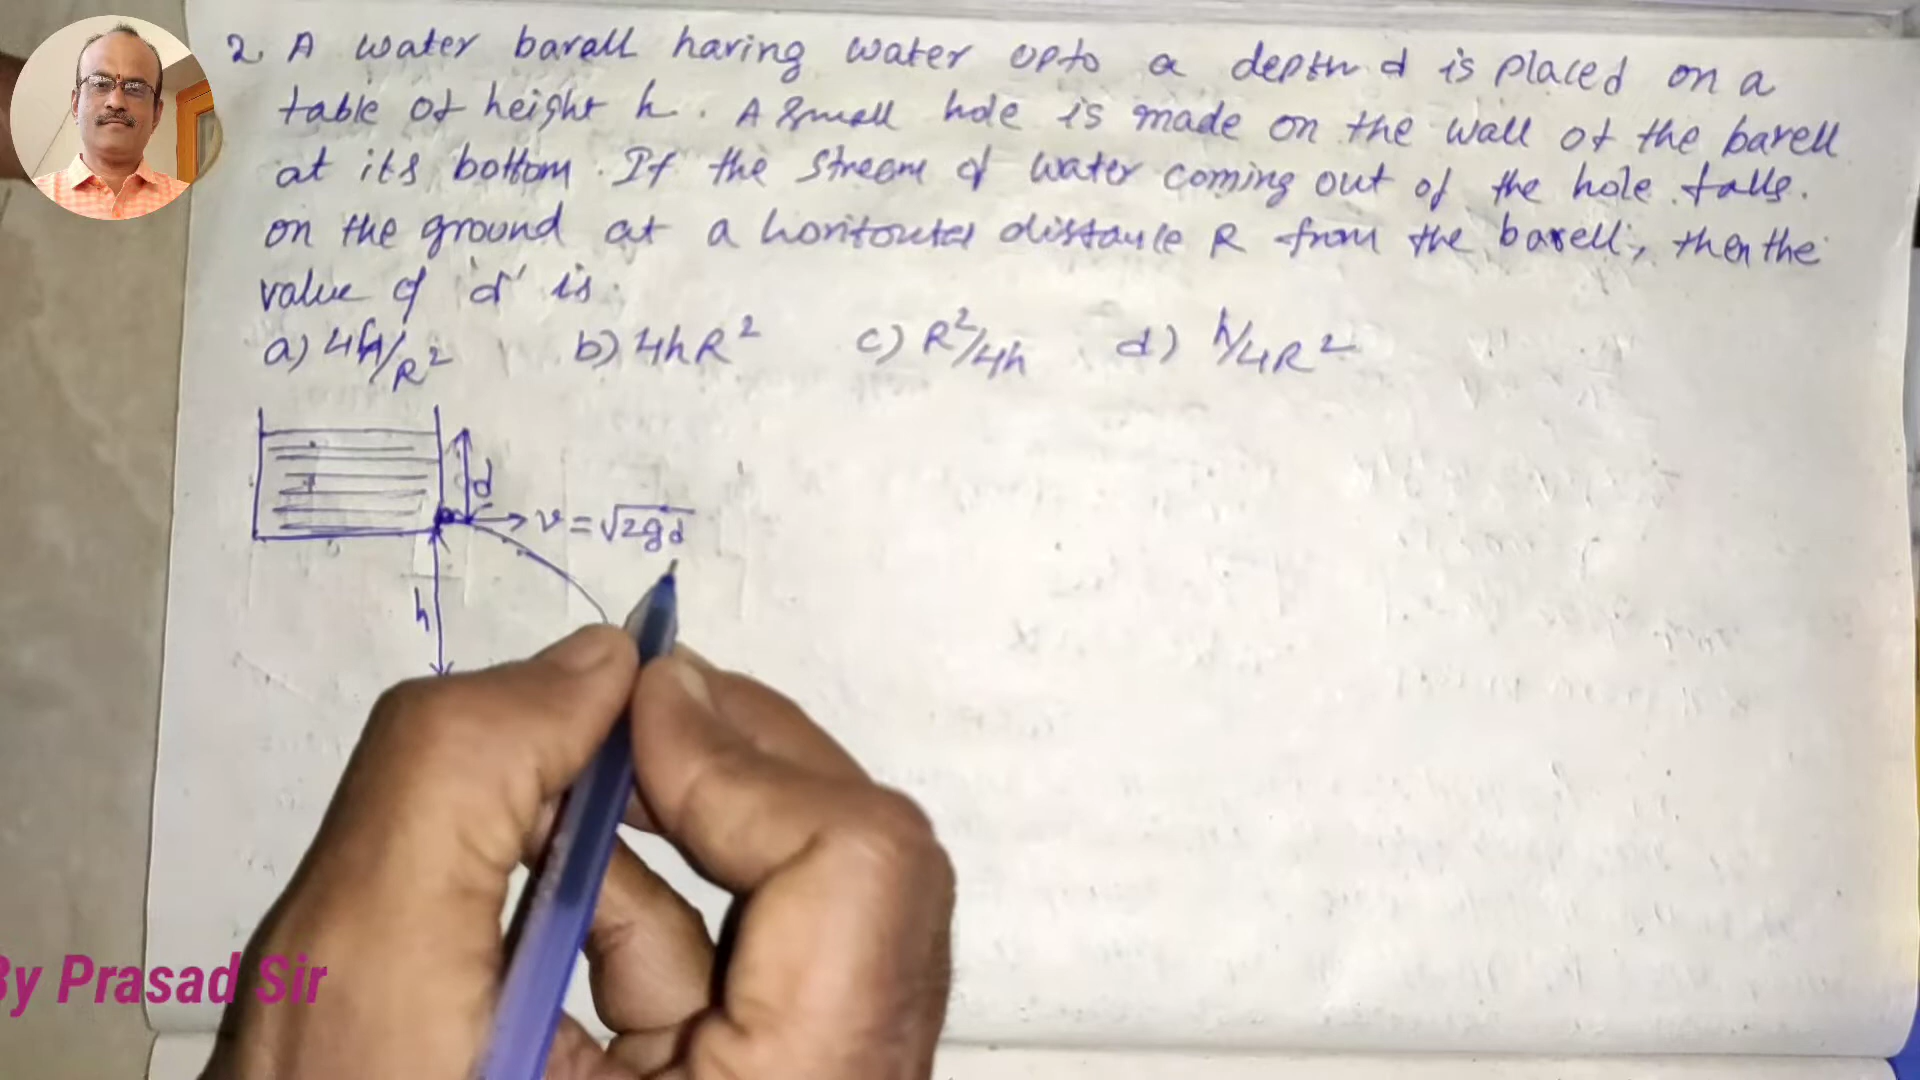 2. A water barall having water upto a depth d is placed on a
table of height h. A small hole is made on the wall of the barell
at its bottom. If the stream of water coming out of the hole falls.
on the ground at a horizontal distance R from the barell, then the
value of 'd' is.
a) 4h/R² b) 4hR² c) R²/4h d) h/4R²
d
v = √2gd
h
By Prasad Sir